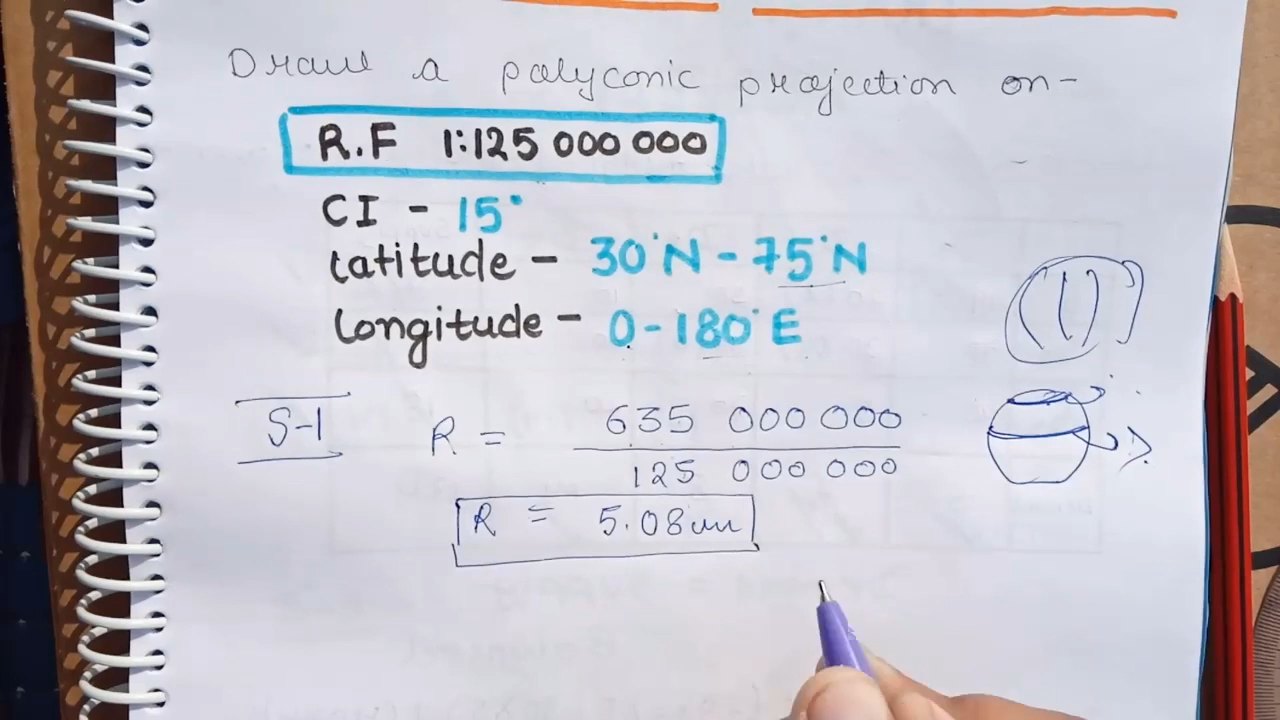 Draw a polyconic projection on-
R.F 1:125 000 000
CI - 15°
Latitude - 30°N - 75°N
Longitude - 0 - 180°E
S-1
R = 635 000 000
125 000 000
R = 5.08cm